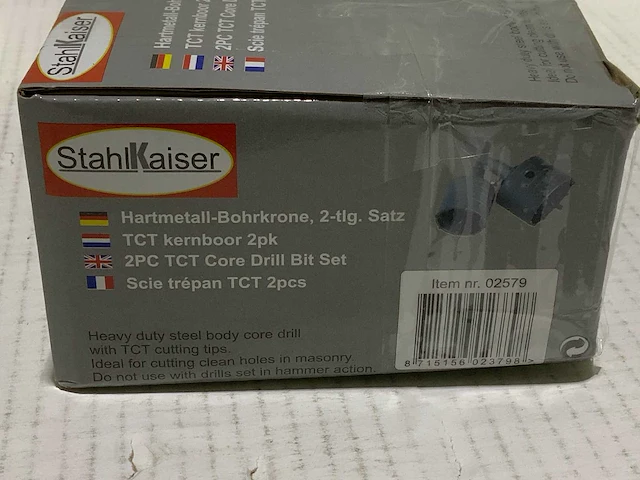 StahlKaiser
Hartmetall-Boh
TCT kernboor 2
2PC TCT Core D
Scie trépan TCT
StahlKaiser
Hartmetall-Bohrkrone, 2-tlg. Satz
TCT kernboor 2pk
2PC TCT Core Drill Bit Set
Scie trépan TCT 2pcs
Heavy duty steel body core drill
with TCT cutting tips.
Ideal for cutting clean holes in masonry.
Do not use with drills set in hammer action.
Item nr. 02579
8 715156 023798 >